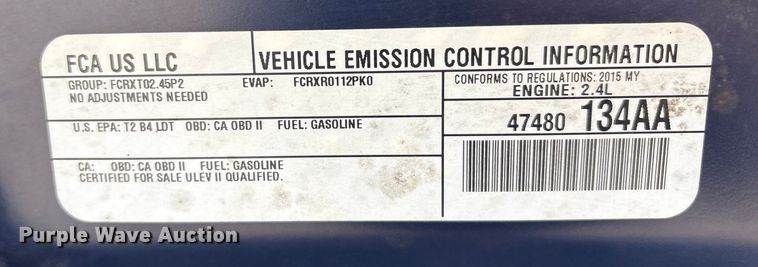 FCA US LLC
VEHICLE EMISSION CONTROL INFORMATION
GROUP: FCRXT02.45P2 EVAP: FCRXR0112PK0
NO ADJUSTMENTS NEEDED
CONFORMS TO REGULATIONS: 2015 MY
ENGINE: 2.4L
U.S. EPA: T2 B4 LDT OBD: CA OBD II FUEL: GASOLINE
47480 134AA
CA: OBD: CA OBD II FUEL: GASOLINE
CERTIFIED FOR SALE ULEV II QUALIFIED.
Purple Wave Auction